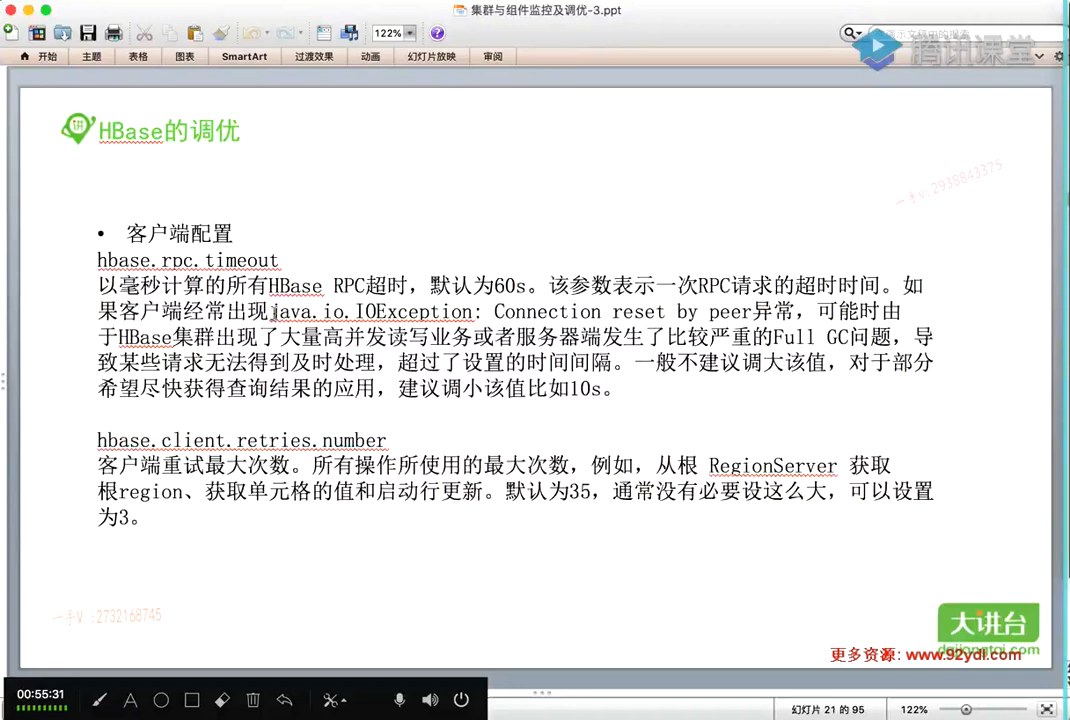 集群与组件监控及调优-3.ppt
122%
腾讯课堂
开始 主题 表格 图表 SmartArt 过渡效果 动画 幻灯片放映 审阅
讲 HBase的调优
一手v:2938843375
• 客户端配置
hbase.rpc.timeout
以毫秒计算的所有HBase RPC超时，默认为60s。该参数表示一次RPC请求的超时时间。如
果客户端经常出现java.io.IOException: Connection reset by peer异常，可能时由
于HBase集群出现了大量高并发读写业务或者服务器端发生了比较严重的Full GC问题，导
致某些请求无法得到及时处理，超过了设置的时间间隔。一般不建议调大该值，对于部分
希望尽快获得查询结果的应用，建议调小该值比如10s。
hbase.client.retries.number
客户端重试最大次数。所有操作所使用的最大次数，例如，从根 RegionServer 获取
根region、获取单元格的值和启动行更新。默认为35，通常没有必要设这么大，可以设置
为3。
一手V :2732168745
大讲台
dajiangtai.com
更多资源: www.92ydl.com
00:55:31
幻灯片 21 的 95 122%